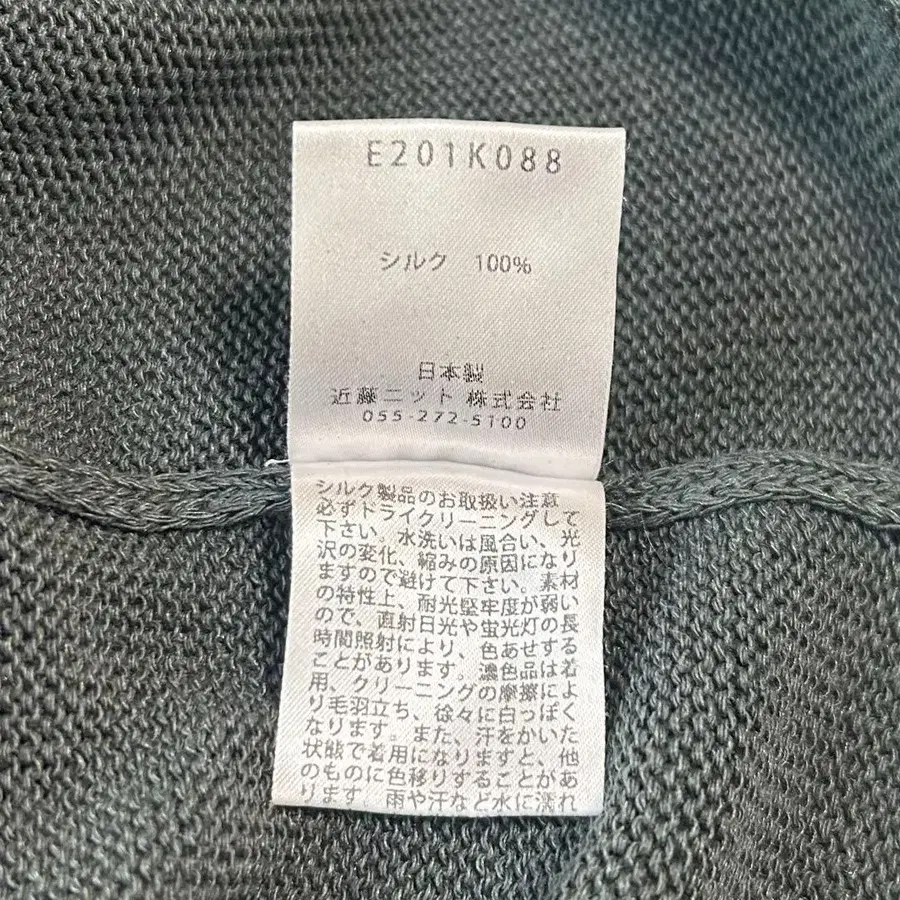 E201K088
シルク 100%
日本製
近藤ニット 株式会社
055-272-5100
シルク製品のお取扱い注意
必ずドライクリーニングして
下さい。水洗いは風合い、光
沢の変化、縮みの原因になり
ますので避けて下さい。素材
の特性上、耐光堅牢度が弱い
ので、直射日光や蛍光灯の長
時間照射により、色あせする
ことがあります。濃色品は着
用、クリーニングの摩擦によ
り毛羽立ち、徐々に白っぽく
なります。また、汗をかいた
状態で着用になりますと、他
のものに色移りすることがあ
ります。雨や汗など水に濡れ